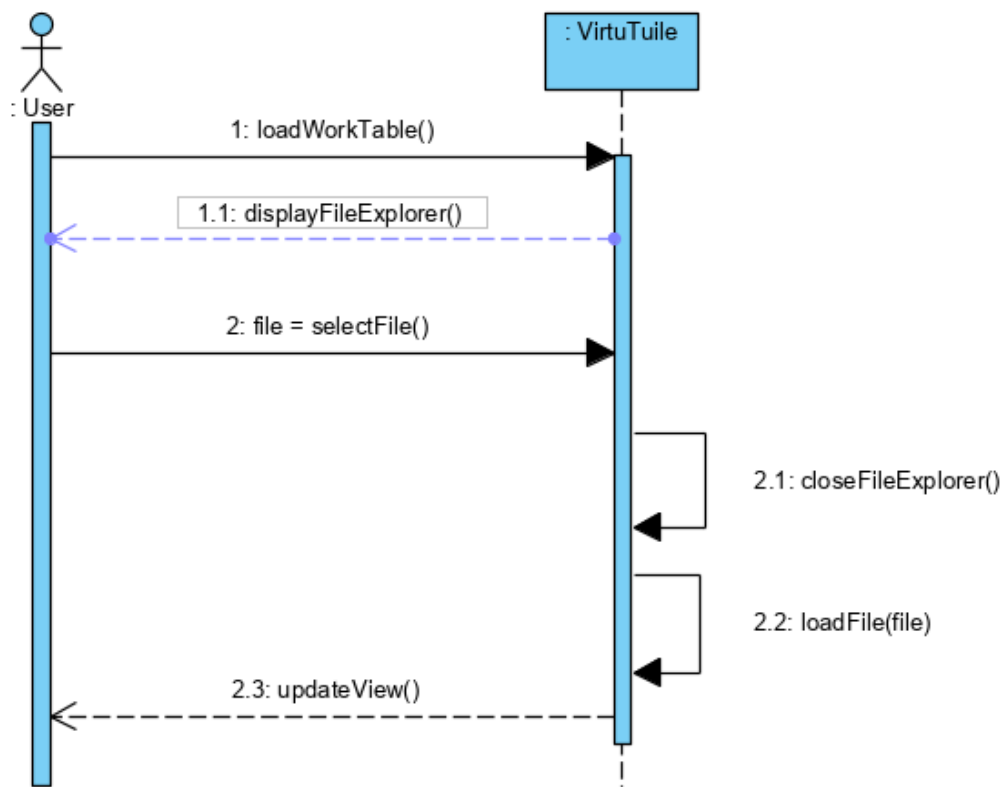 : VirtuTuile
: User
1: loadWorkTable()
1.1: displayFileExplorer()
2: file = selectFile()
2.1: closeFileExplorer()
2.2: loadFile(file)
2.3: updateView()